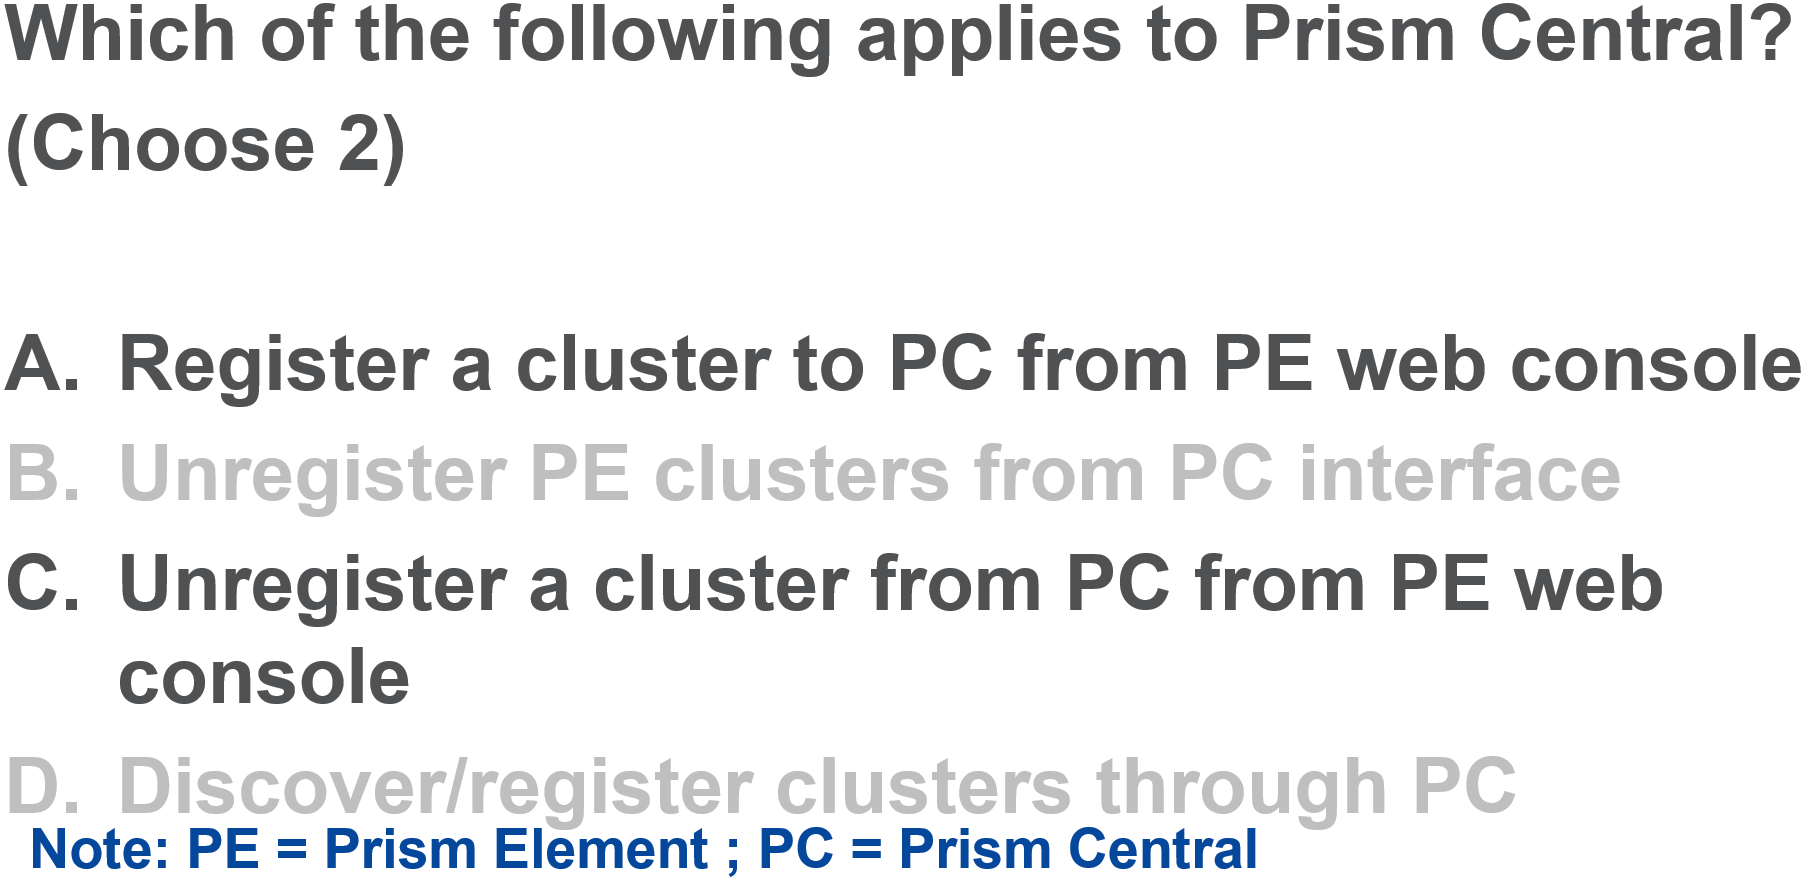 Which of the following applies to Prism Central?
(Choose 2)
A. Register a cluster to PC from PE web console
B. Unregister PE clusters from PC interface
C. Unregister a cluster from PC from PE web
console
D. Discover/register clusters through PC
Note: PE = Prism Element ; PC = Prism Central